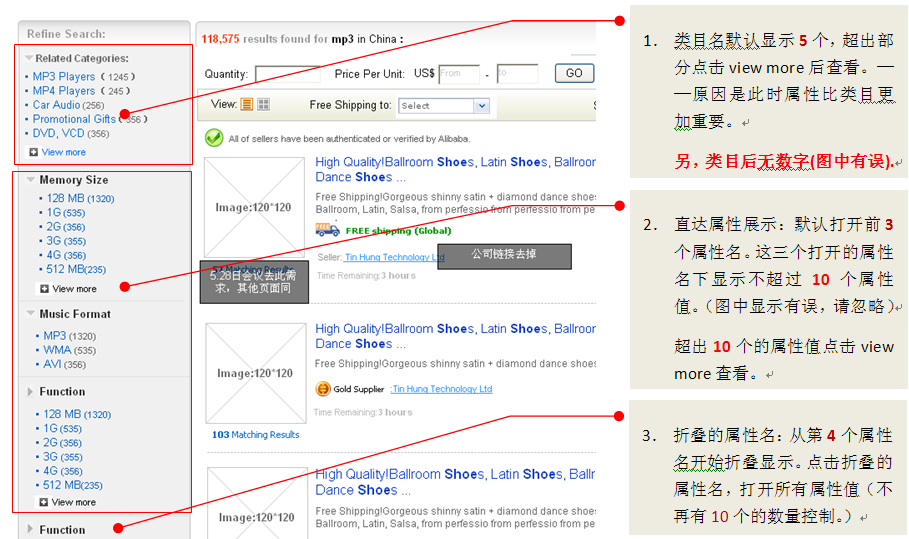 Refine Search:
Related Categories:
MP3 Players ( 1245 )
MP4 Players ( 245 )
Car Audio (256)
Promotional Gifts ( 356 )
DVD, VCD (356)
View more
Memory Size
128 MB (1320)
1G (535)
2G (356)
3G (355)
4G (356)
512 MB(235)
View more
Music Format
MP3 (1320)
WMA (535)
AVI (356)
Function
128 MB (1320)
1G (535)
2G (356)
3G (355)
4G (356)
512 MB(235)
View more
Function
118,575 results found for mp3 in China :
Quantity: Price Per Unit: US$ From - to GO
View: Free Shipping to: Select
All of sellers have been authenticated or verified by Alibaba.
Image:120*120
High Quality!Ballroom Shoes, Latin Shoes, Ballr
Dance Shoes ...
Free Shipping!Gorgeous shinny satin + diamond dance shoes
Ballroom, Latin, Salsa, from perfessio from perfessio from pe
FREE shipping (Global)
Seller: Tin Hung Technology Ltd
公司链接去掉
Matching Results
5.28日会议去此需
求，其他页面同
Time Remaining:3 hours
Image:120*120
High Quality!Ballroom Shoes, Latin Shoes, Ballr
Dance Shoes ...
Free Shipping!Gorgeous shinny satin + diamond dance shoes
Gold Supplier :Tin Hung Technology Ltd
Time Remaining:3 hours
103 Matching Results
Image:120*120
High Quality!Ballroom Shoes, Latin Shoes, Ballr
Dance Shoes ...
Free Shipping!Gorgeous shinny satin + diamond dance shoes
Ballroom, Latin, Salsa, from perfessio from perfessio from pe
1. 类目名默认显示 5 个，超出部
分点击 view more 后查看。—
—原因是此时属性比类目更
加重要。
另，类目后无数字(图中有误).
2. 直达属性展示：默认打开前 3
个属性名。这三个打开的属性
名下显示不超过 10 个属性
值。（图中显示有误，请忽略）
超出 10 个的属性值点击 view
more 查看。
3. 折叠的属性名：从第 4 个属性
名开始折叠显示。点击折叠的
属性名，打开所有属性值（不
再有 10 个的数量控制。）